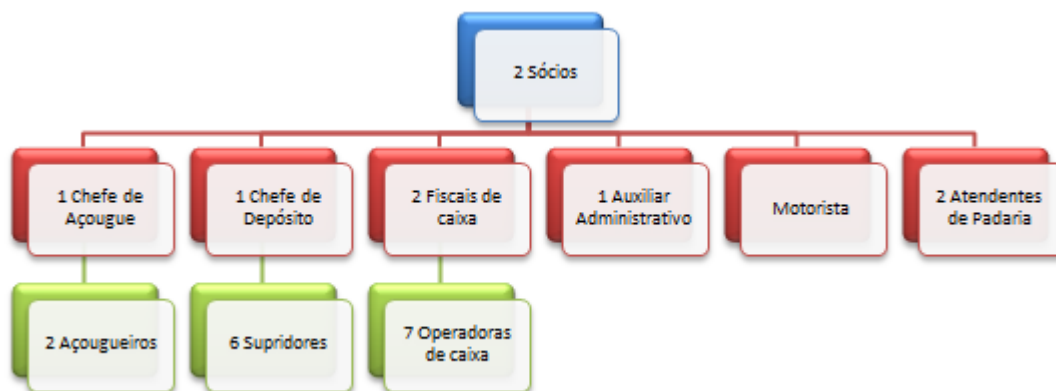 2 Sócios
1 Chefe de
Açougue
1 Chefe de
Depósito
2 Fiscais de
caixa
1 Auxiliar
Administrativo
Motorista
2 Atendentes
de Padaria
2 Açougueiros
6 Supridores
7 Operadoras
de caixa